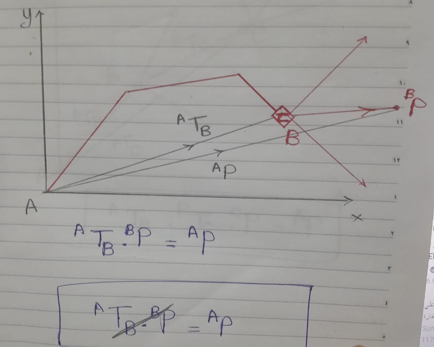 y
ᴮP
ᴬT_B
B
ᴬP
A
x
ᴬT_B · ᴮP = ᴬP
ᴬT_B · ᴮP = ᴬP